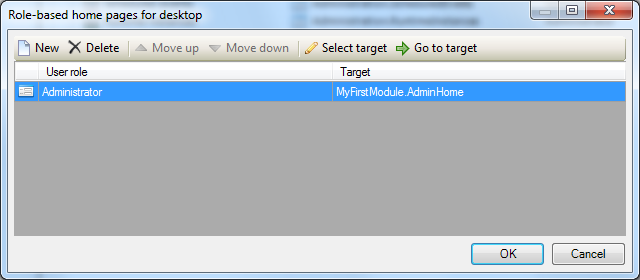 Role-based home pages for desktop
New Delete Move up Move down Select target Go to target
User role Target
Administrator MyFirstModule.AdminHome
OK Cancel